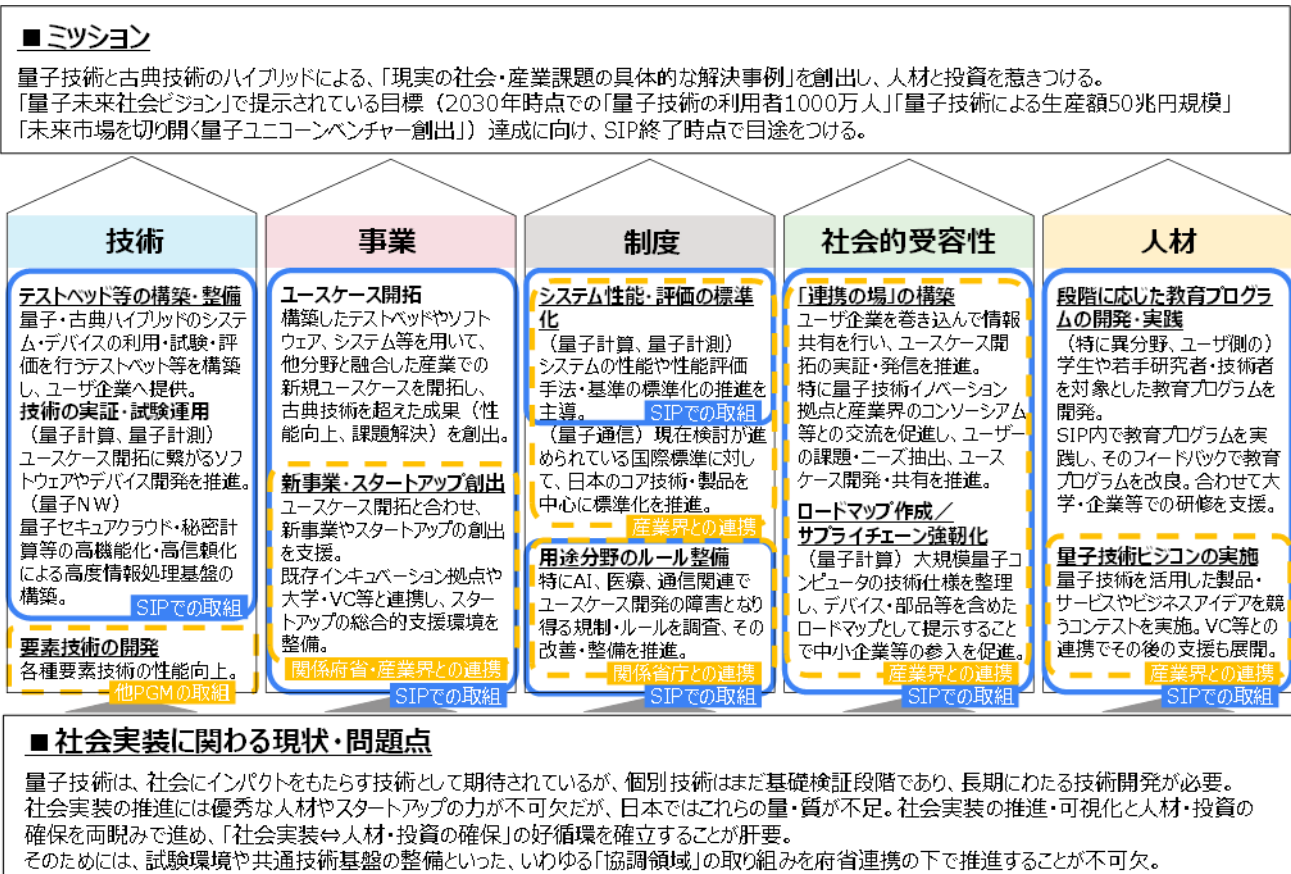 ■ミッション
量子技術と古典技術のハイブリッドによる、「現実の社会・産業課題の具体的な解決事例」を創出し、人材と投資を惹きつける。
「量子未来社会ビジョン」で提示されている目標（2030年時点での「量子技術の利用者1000万人」「量子技術による生産額50兆円規模」
「未来市場を切り開く量子ユニコーンベンチャー創出」）達成に向け、SIP終了時点で目途をつける。
技術
テストベッド等の構築・整備
量子・古典ハイブリッドのシステ
ム・デバイスの利用・試験・評
価を行うテストベット等を構築
し、ユーザ企業へ提供。
技術の実証・試験運用
（量子計算、量子計測）
ユースケース開拓に繋がるソフ
トウェアやデバイス開発を推進。
（量子NW）
量子セキュアクラウド・秘密計
算等の高機能化・高信頼化
による高度情報処理基盤の
構築。
SIPでの取組
要素技術の開発
各種要素技術の性能向上。
他PGMの取組
事業
ユースケース開拓
構築したテストベッドやソフト
ウェア、システム等を用いて、
他分野と融合した産業での
新規ユースケースを開拓し、
古典技術を超えた成果（性
能向上、課題解決）を創出。
新事業・スタートアップ創出
ユースケース開拓と合わせ、
新事業やスタートアップの創出
を支援。
既存インキュベーション拠点や
大学・VC等と連携し、スター
トアップの総合的支援環境を
整備。
関係府省・産業界との連携
SIPでの取組
制度
システム性能・評価の標準
化
（量子計算、量子計測）
システムの性能や性能評価
手法・基準の標準化の推進を
主導。
SIPでの取組
（量子通信）現在検討が進
められている国際標準に対し
て、日本のコア技術・製品を
中心に標準化を推進。
産業界との連携
用途分野のルール整備
特にAI、医療、通信関連で
ユースケース開発の障害となり
得る規制・ルールを調査、その
改善・整備を推進。
関係省庁との連携
SIPでの取組
社会的受容性
「連携の場」の構築
ユーザ企業を巻き込んで情報
共有を行い、ユースケース開
拓の実証・発信を推進。
特に量子技術イノベーション
拠点と産業界のコンソーシアム
等との交流を促進し、ユーザー
の課題・ニーズ抽出、ユース
ケース開発・共有を推進。
ロードマップ作成／
サプライチェーン強靭化
（量子計算）大規模量子コ
ンピュータの技術仕様を整理
し、デバイス・部品等を含めた
ロードマップとして提示すること
で中小企業等の参入を促進。
産業界との連携
SIPでの取組
人材
段階に応じた教育プログラ
ムの開発・実践
（特に異分野、ユーザ側の）
学生や若手研究者・技術者
を対象とした教育プログラムを
開発。
SIP内で教育プログラムを実
践し、そのフィードバックで教育
プログラムを改良。合わせて大
学・企業等での研修を支援。
量子技術ビジコンの実施
量子技術を活用した製品・
サービスやビジネスアイデアを競
うコンテストを実施。VC等との
連携でその後の支援も展開。
産業界との連携
SIPでの取組
■社会実装に関わる現状・問題点
量子技術は、社会にインパクトをもたらす技術として期待されているが、個別技術はまだ基礎検証段階であり、長期にわたる技術開発が必要。
社会実装の推進には優秀な人材やスタートアップの力が不可欠だが、日本ではこれらの量・質が不足。社会実装の推進・可視化と人材・投資の
確保を両睨みで進め、「社会実装⇔人材・投資の確保」の好循環を確立することが肝要。
そのためには、試験環境や共通技術基盤の整備といった、いわゆる「協調領域」の取り組みを府省連携の下で推進することが不可欠。